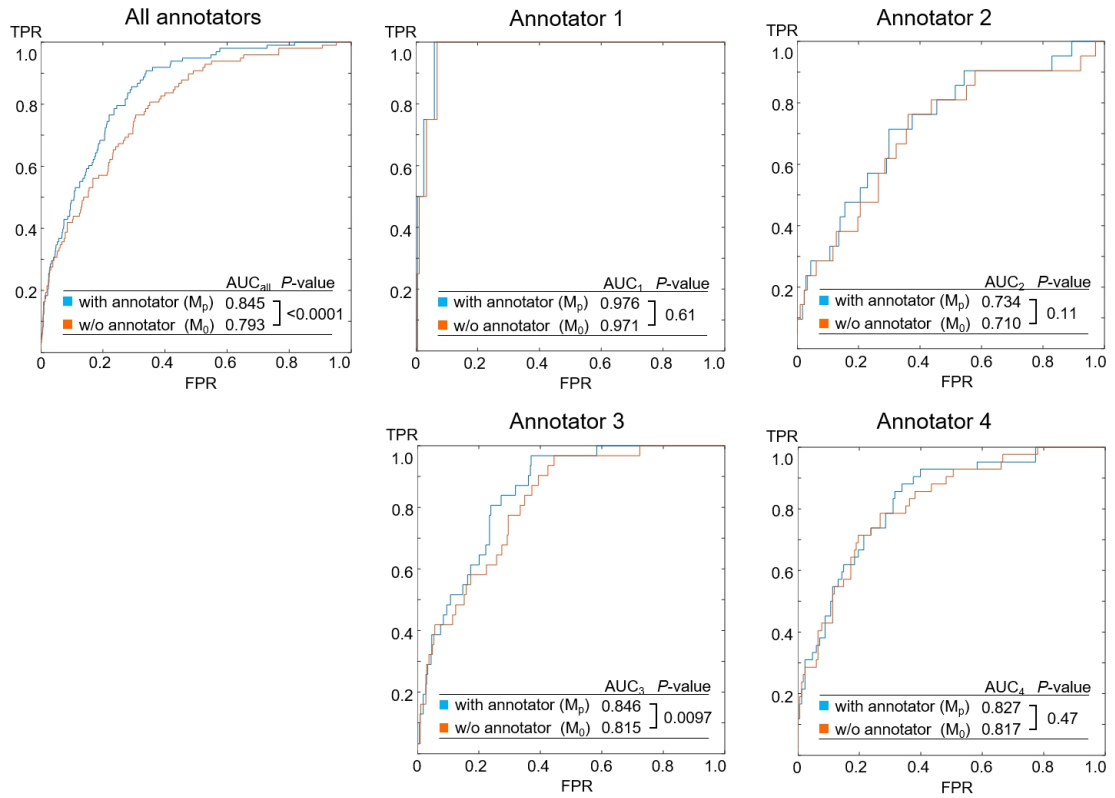 All annotators
TPR
1.0
0.8
0.6
0.4
0.2
AUCall P-value
with annotator (Mp) 0.845
<0.0001
w/o annotator (M0) 0.793
0 0.2 0.4 0.6 0.8 1.0
FPR
Annotator 1
1.0
0.8
0.6
0.4
0.2
AUC1 P-value
with annotator (Mp) 0.976
0.61
w/o annotator (M0) 0.971
0 0.2 0.4 0.6 0.8 1.0
FPR
Annotator 2
TPR
1.0
0.8
0.6
0.4
0.2
AUC2 P-value
with annotator (Mp) 0.734
0.11
w/o annotator (M0) 0.710
0 0.2 0.4 0.6 0.8 1.0
FPR
Annotator 3
TPR
1.0
0.8
0.6
0.4
0.2
AUC3 P-value
with annotator (Mp) 0.846
0.0097
w/o annotator (M0) 0.815
0 0.2 0.4 0.6 0.8 1.0
FPR
Annotator 4
TPR
1.0
0.8
0.6
0.4
0.2
AUC4 P-value
with annotator (Mp) 0.827
0.47
w/o annotator (M0) 0.817
0 0.2 0.4 0.6 0.8 1.0
FPR